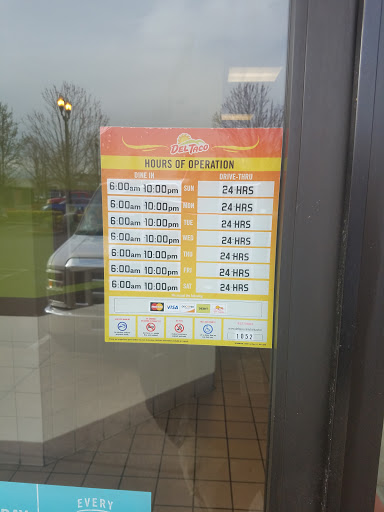 DEL TACO
HOURS OF OPERATION
DINE IN DRIVE-THRU
6:00am 10:00pm SUN 24 HRS
6:00am 10:00pm MON 24 HRS
6:00am 10:00pm TUE 24 HRS
6:00am 10:00pm WED 24 HRS
6:00am 10:00pm THU 24 HRS
6:00am 10:00pm FRI 24 HRS
6:00am 10:00pm SAT 24 HRS
VISA
1052
EVERY